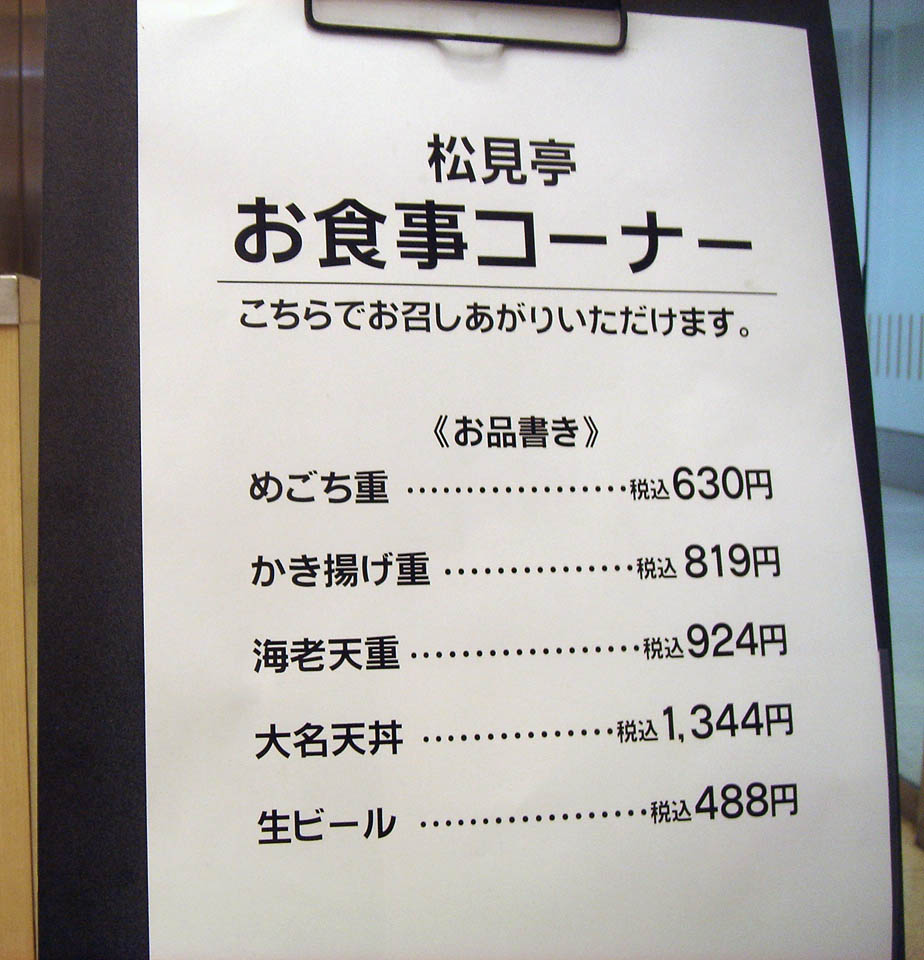 松見亭
お食事コーナー
こちらでお召しあがりいただけます。
《お品書き》
めごち重 ･･･････････････････税込630円
かき揚げ重 ････････････････税込 819円
海老天重 ･･･････････････････税込924円
大名天丼 ････････････････税込1,344円
生ビール ･･･････････････････税込488円